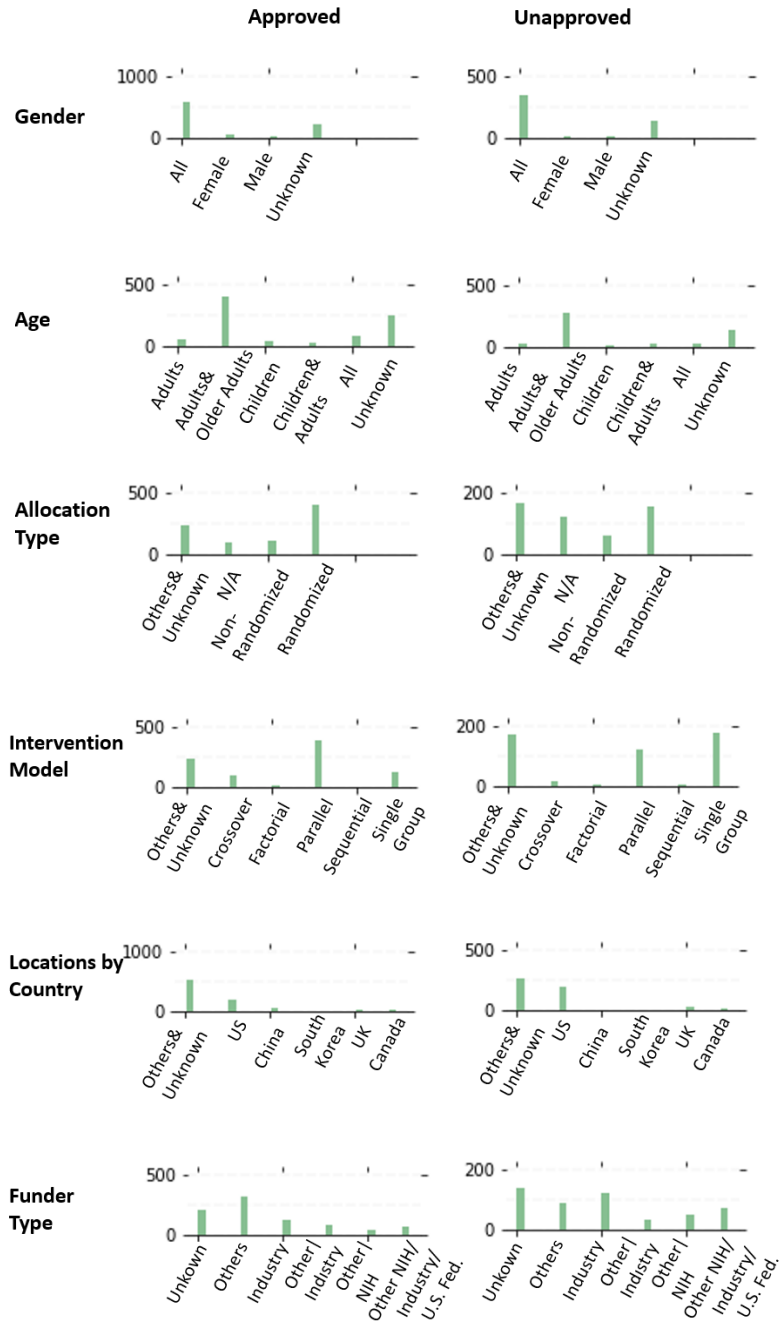 Approved Unapproved
Gender
1000
0
All
Female
Male
Unknown
500
0
All
Female
Male
Unknown
Age
500
0
Adults
Adults&
Older Adults
Children
Children&
Adults
All
Unknown
500
0
Adults
Adults&
Older Adults
Children
Children&
Adults
All
Unknown
Allocation
Type
500
0
Others&
Unknown
N/A
Non-
Randomized
Randomized
200
0
Others&
Unknown
N/A
Non-
Randomized
Randomized
Intervention
Model
500
0
Others&
Unknown
Crossover
Factorial
Parallel
Sequential
Single
Group
200
0
Others&
Unknown
Crossover
Factorial
Parallel
Sequential
Single
Group
Locations by
Country
1000
0
Others&
Unknown
US
China
South
Korea
UK
Canada
500
0
Others&
Unknown
US
China
South
Korea
UK
Canada
Funder
Type
500
0
Unkown
Others
Industry
Other|
Indistry
Other|
NIH
Other NIH/
Industry/
U.S. Fed.
200
0
Unkown
Others
Industry
Other|
Indistry
Other|
NIH
Other NIH/
Industry/
U.S. Fed.